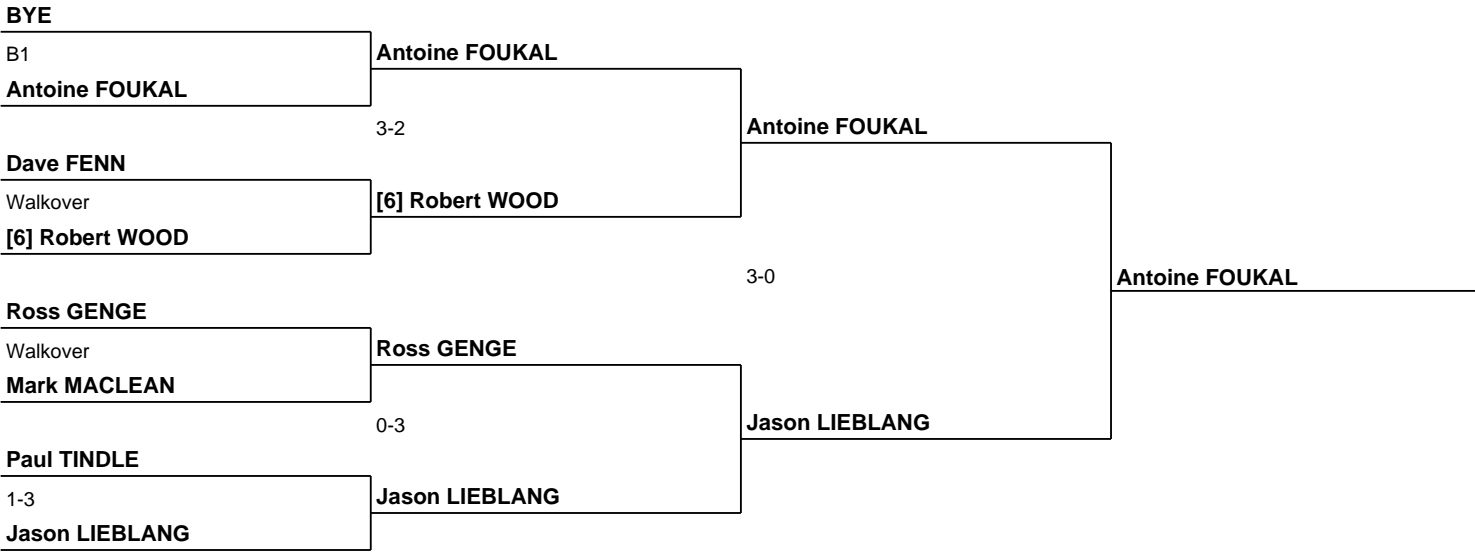 BYE
B1
Antoine FOUKAL
Antoine FOUKAL
3-2
Antoine FOUKAL
Dave FENN
Walkover
[6] Robert WOOD
[6] Robert WOOD
3-0
Antoine FOUKAL
Ross GENGE
Walkover
Ross GENGE
Mark MACLEAN
0-3
Jason LIEBLANG
Paul TINDLE
1-3
Jason LIEBLANG
Jason LIEBLANG